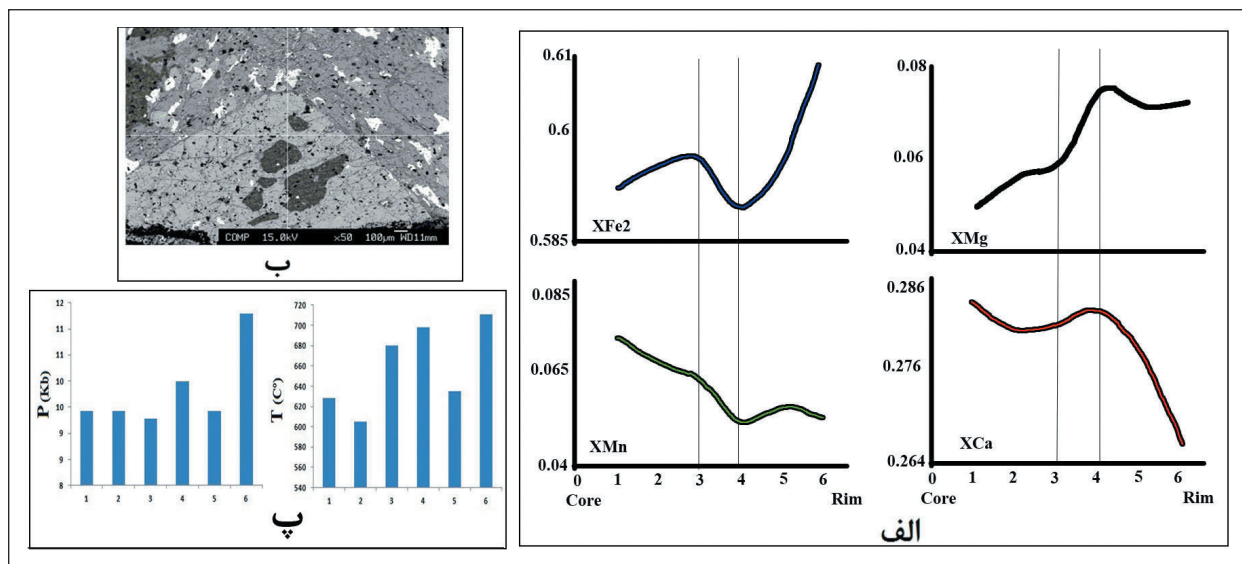 COMP 15.0kV x50 100µm WD11mm
ب
P (Kb)
12
11
11
10
10
9
9
8
1 2 3 4 5 6
T (C°)
720
700
680
660
640
620
600
580
560
540
1 2 3 4 5 6
پ
0.61
0.6
0.585
XFe2
0.08
0.06
0.04
XMg
0.085
0.065
0.04
XMn
0 1 2 3 4 5 6
Core Rim
0.286
0.276
0.264
XCa
0 1 2 3 4 5 6
Core Rim
الف